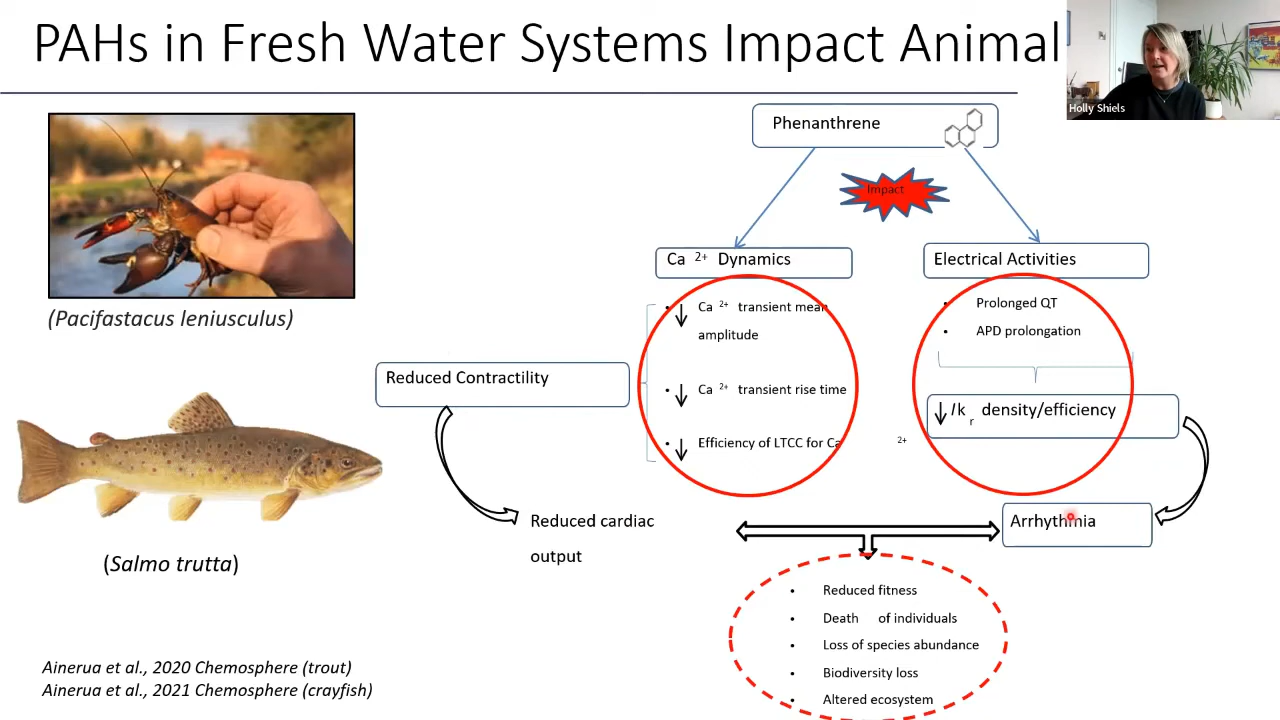 PAHs in Fresh Water Systems Impact Animal
Holly Shiels
Phenanthrene
Impact
(Pacifastacus leniusculus)
Ca 2+ Dynamics
Electrical Activities
• ↓ Ca 2+ transient mean
amplitude
• ↓ Ca 2+ transient rise time
• ↓ Efficiency of LTCC for Ca 2+
• Prolonged QT
• APD prolongation
↓ Ikr density/efficiency
Reduced Contractility
Reduced cardiac
output
Arrhythmia
(Salmo trutta)
• Reduced fitness
• Death of individuals
• Loss of species abundance
• Biodiversity loss
• Altered ecosystem
Ainerua et al., 2020 Chemosphere (trout)
Ainerua et al., 2021 Chemosphere (crayfish)